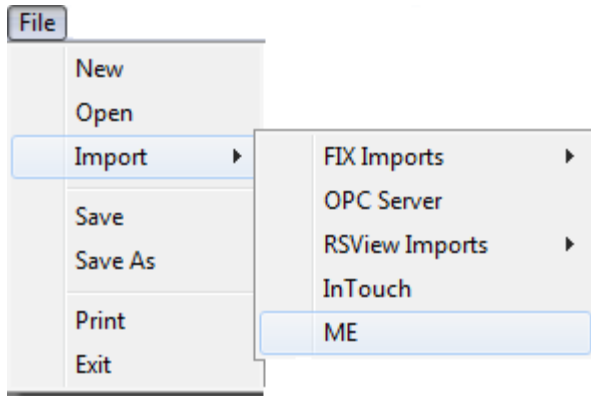 File
New
Open
Import
Save
Save As
Print
Exit
FIX Imports
OPC Server
RSView Imports
InTouch
ME